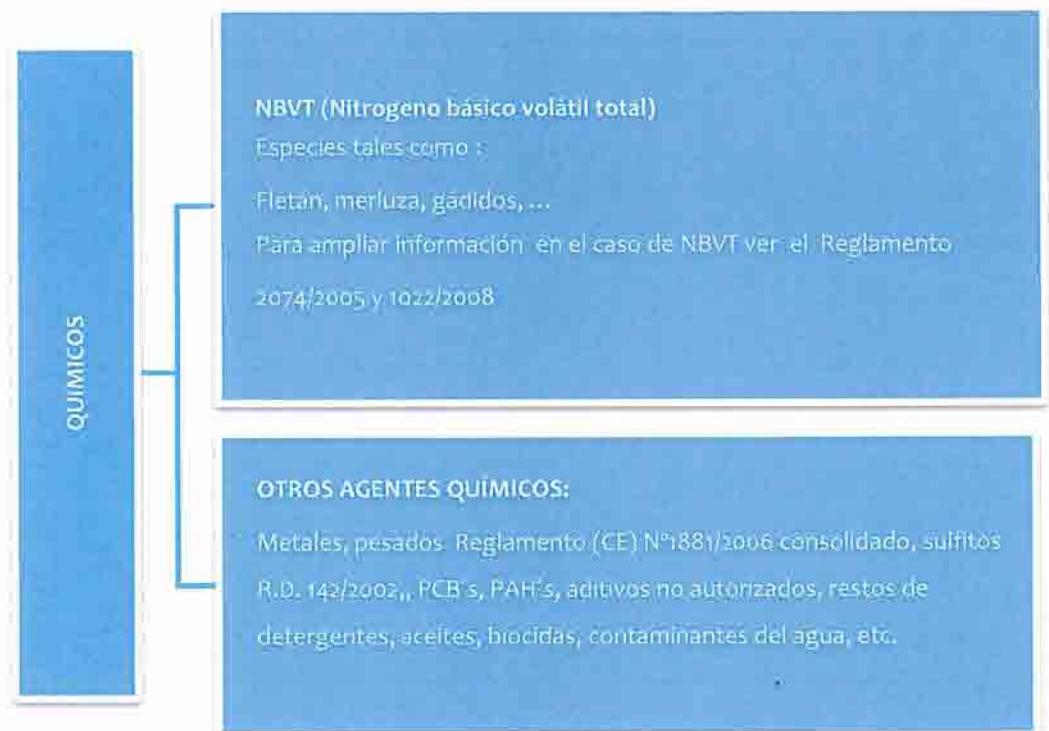 QUIMICOS
NBVT (Nitrogeno básico volátil total)
Especies tales como :
Fletán, merluza, gádidos, ...
Para ampliar información en el caso de NBVT ver el Reglamento
2074/2005 y 1022/2008
OTROS AGENTES QUÍMICOS:
Metales, pesados Reglamento (CE) Nº1881/2006 consolidado, sulfitos
R.D. 142/2002,, PCB´s, PAH´s, aditivos no autorizados, restos de
detergentes, aceites, biocidas, contaminantes del agua, etc.